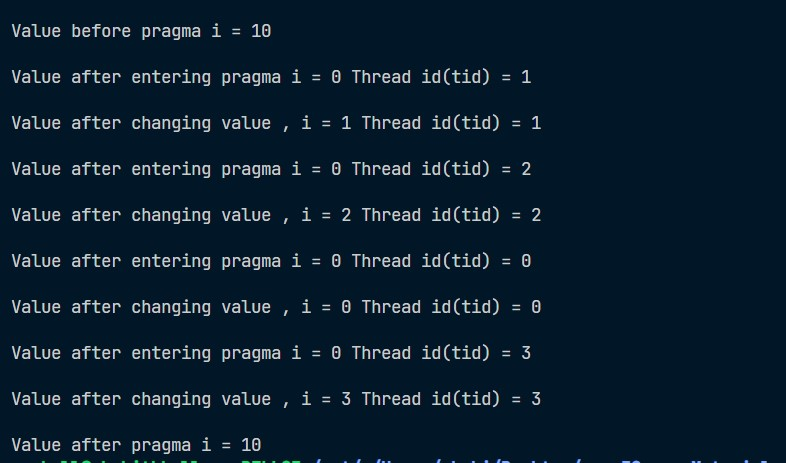 Value before pragma i = 10
Value after entering pragma i = 0 Thread id(tid) = 1
Value after changing value , i = 1 Thread id(tid) = 1
Value after entering pragma i = 0 Thread id(tid) = 2
Value after changing value , i = 2 Thread id(tid) = 2
Value after entering pragma i = 0 Thread id(tid) = 0
Value after changing value , i = 0 Thread id(tid) = 0
Value after entering pragma i = 0 Thread id(tid) = 3
Value after changing value , i = 3 Thread id(tid) = 3
Value after pragma i = 10